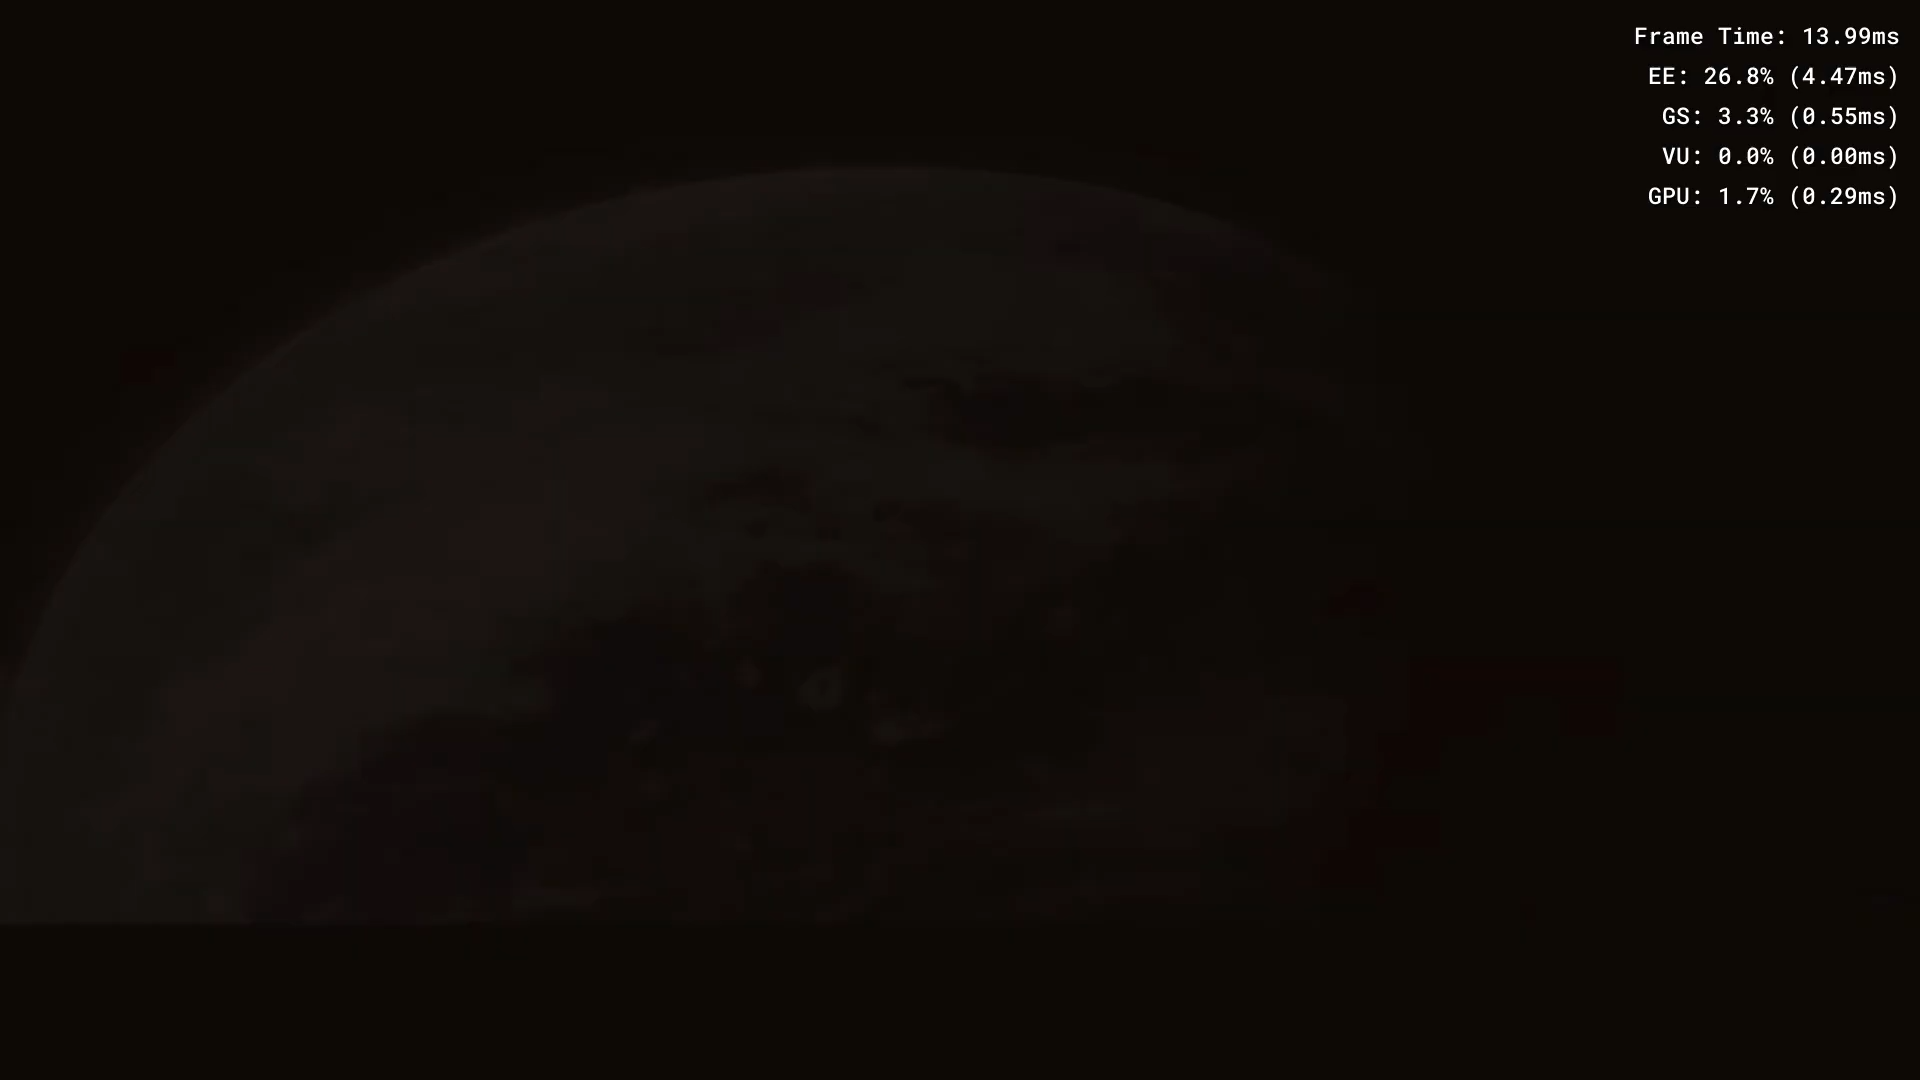 Frame Time: 13.99ms
EE: 26.8% (4.47ms)
GS: 3.3% (0.55ms)
VU: 0.0% (0.00ms)
GPU: 1.7% (0.29ms)